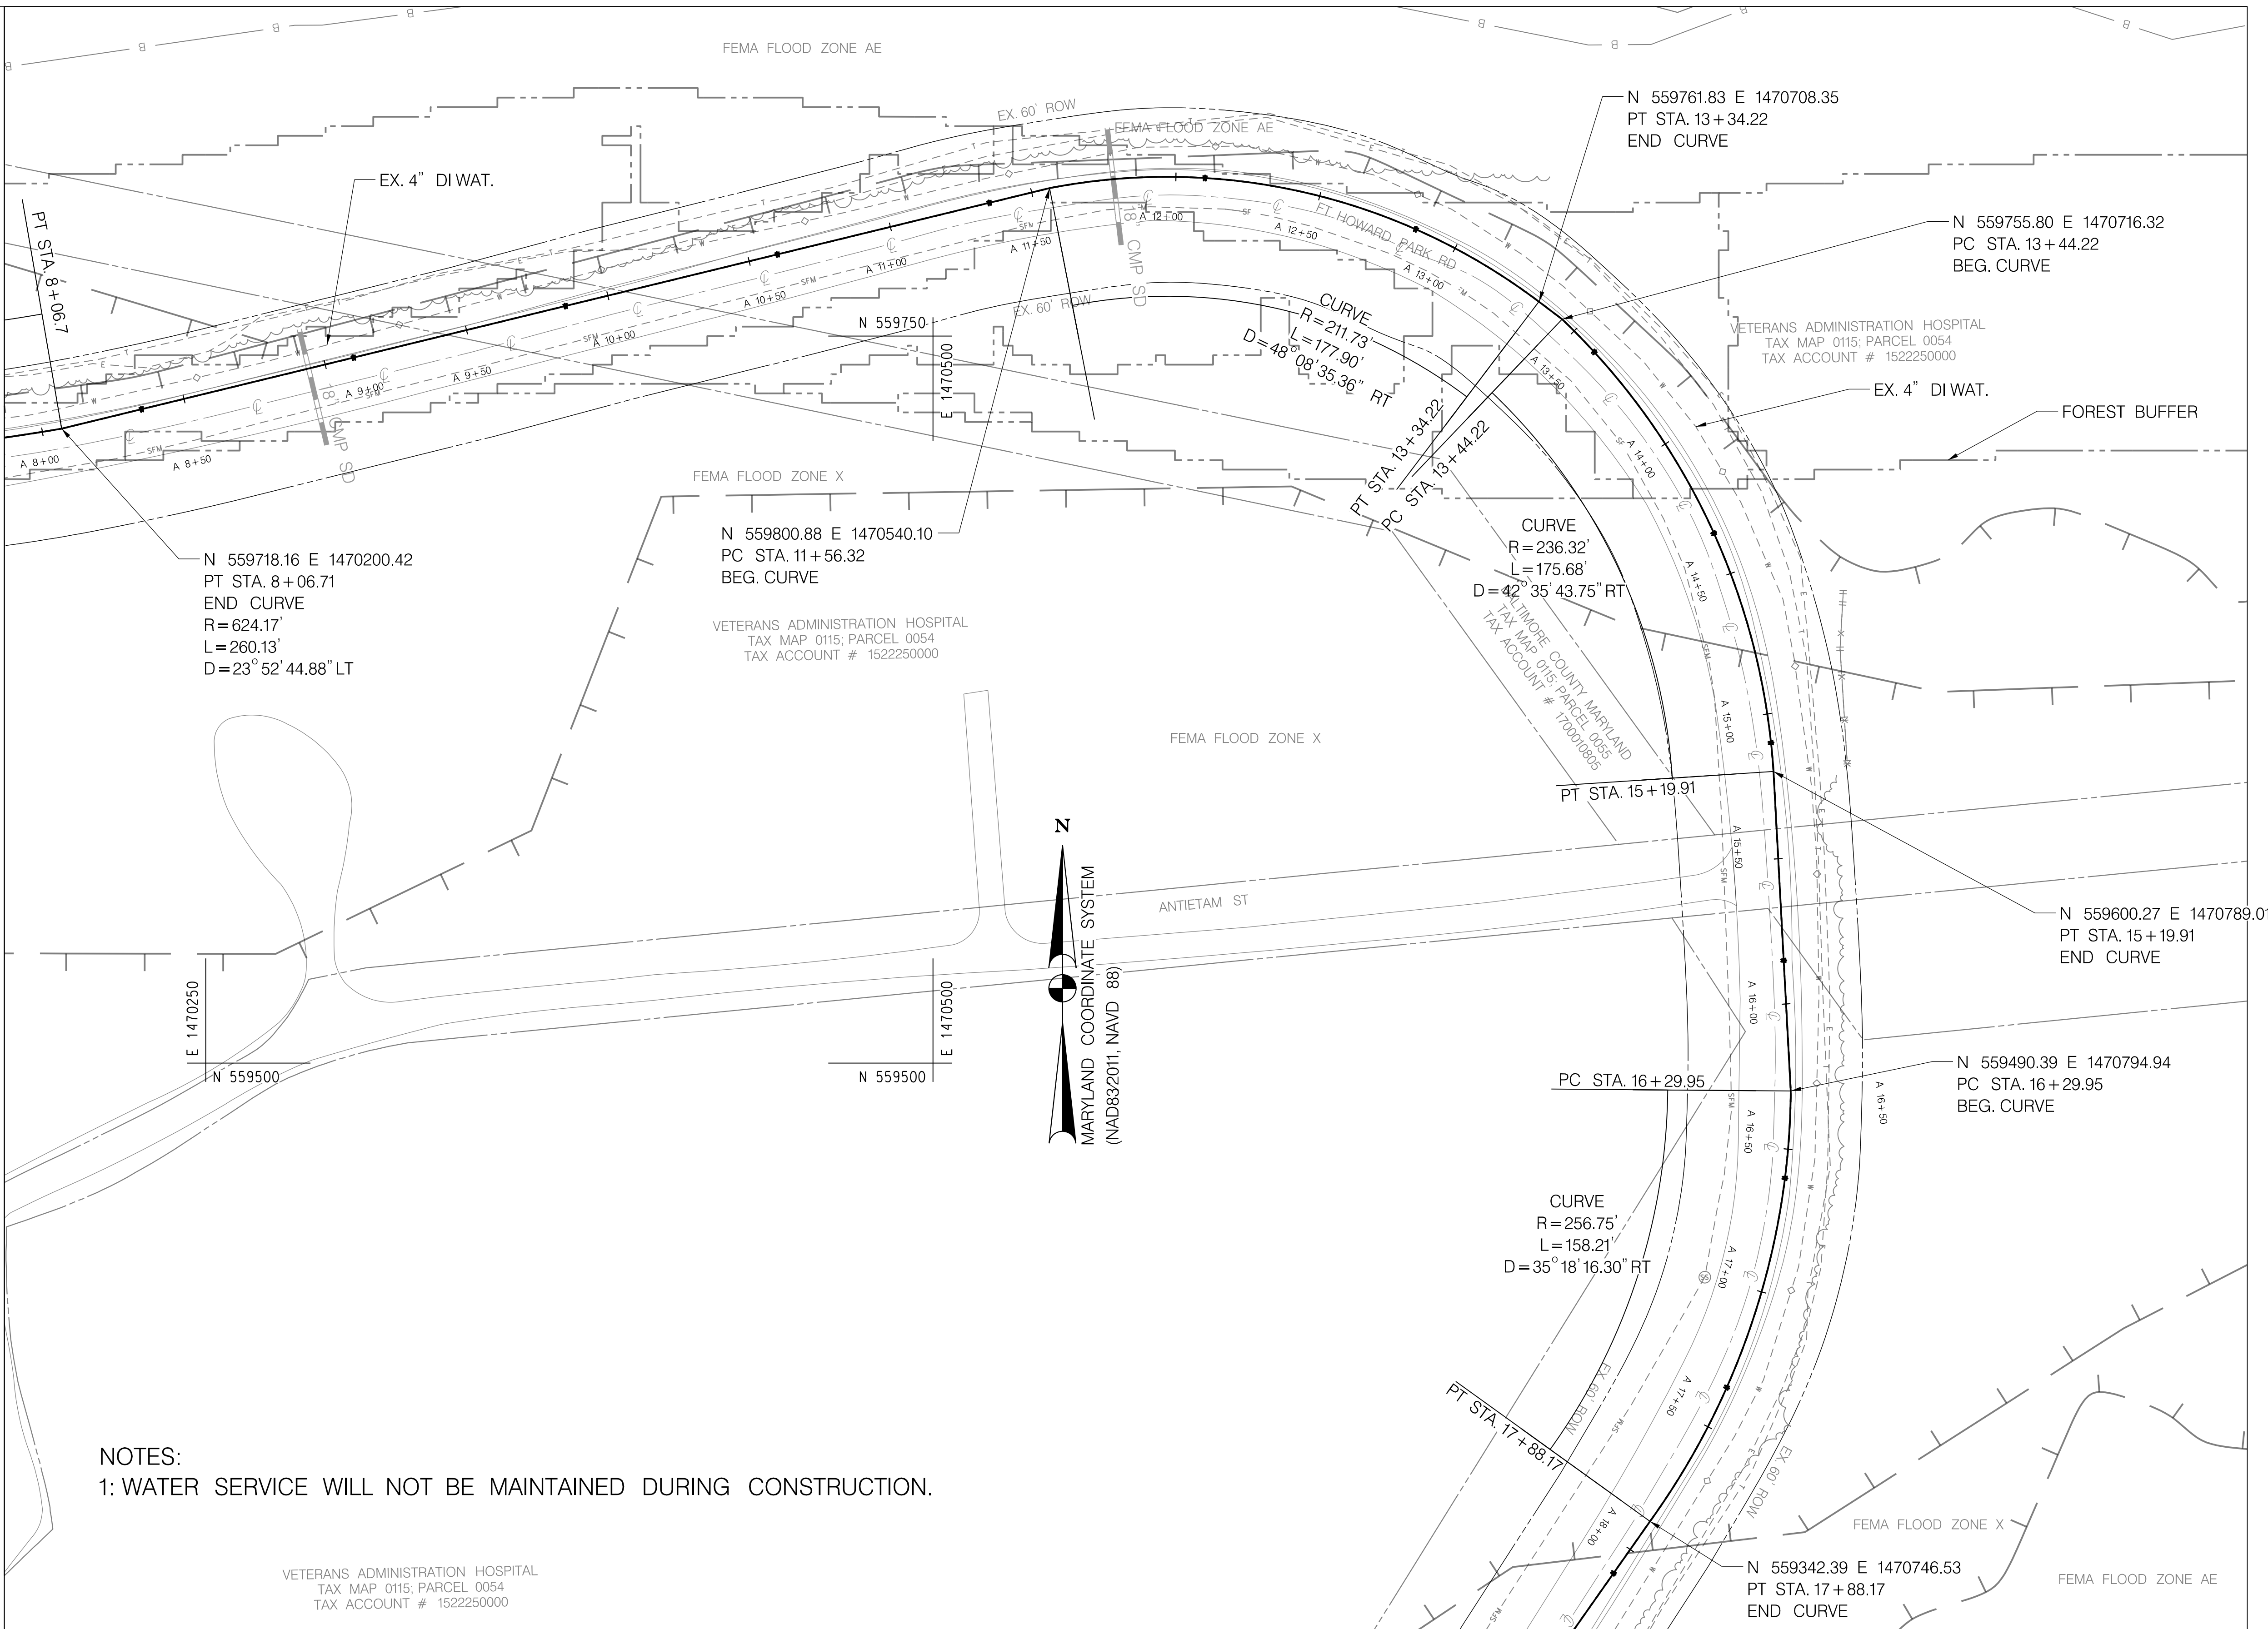 FEMA FLOOD ZONE AE
EX. 60' ROW
FEMA FLOOD ZONE AE
N 559761.83 E 1470708.35
PT STA. 13+34.22
END CURVE
EX. 4" DI WAT.
PT STA. 8+06.7
N 559755.80 E 1470716.32
PC STA. 13+44.22
BEG. CURVE
FT. HOWARD PARK RD
A 8+00
A 8+50
A 9+00
A 9+50
A 10+00
A 10+50
A 11+00
A 11+50
A 12+00
A 12+50
A 13+00
A 13+50
A 14+00
A 14+50
A 15+00
A 15+50
A 16+00
A 16+50
A 16+50
A 17+00
A 17+50
A 18+00
18" CMP SD
18" CMP SD
N 559750
E 1470500
EX. 60' ROW
CURVE
R=211.73'
L=177.90'
D=48° 08' 35.36" RT
VETERANS ADMINISTRATION HOSPITAL
TAX MAP 0115; PARCEL 0054
TAX ACCOUNT # 1522250000
EX. 4" DI WAT.
FOREST BUFFER
PT STA. 13+34.22
PC STA. 13+44.22
FEMA FLOOD ZONE X
N 559718.16 E 1470200.42
PT STA. 8+06.71
END CURVE
R=624.17'
L=260.13'
D=23° 52' 44.88" LT
N 559800.88 E 1470540.10
PC STA. 11+56.32
BEG. CURVE
CURVE
R=236.32'
L=175.68'
D=42° 35' 43.75" RT
VETERANS ADMINISTRATION HOSPITAL
TAX MAP 0115; PARCEL 0054
TAX ACCOUNT # 1522250000
BALTIMORE COUNTY MARYLAND
TAX MAP 0115; PARCEL 0055
TAX ACCOUNT # 1700010805
FEMA FLOOD ZONE X
PT STA. 15+19.91
N
MARYLAND COORDINATE SYSTEM
(NAD83/2011, NAVD 88)
ANTIETAM ST
N 559600.27 E 1470789.01
PT STA. 15+19.91
END CURVE
E 1470250
N 559500
E 1470500
N 559500
PC STA. 16+29.95
N 559490.39 E 1470794.94
PC STA. 16+29.95
BEG. CURVE
CURVE
R=256.75'
L=158.21'
D=35° 18' 16.30" RT
SS
EX. 60' ROW
PT STA. 17+88.17
EX. 60' ROW
NOTES:
1: WATER SERVICE WILL NOT BE MAINTAINED DURING CONSTRUCTION.
FEMA FLOOD ZONE X
N 559342.39 E 1470746.53
PT STA. 17+88.17
END CURVE
FEMA FLOOD ZONE AE
VETERANS ADMINISTRATION HOSPITAL
TAX MAP 0115; PARCEL 0054
TAX ACCOUNT # 1522250000